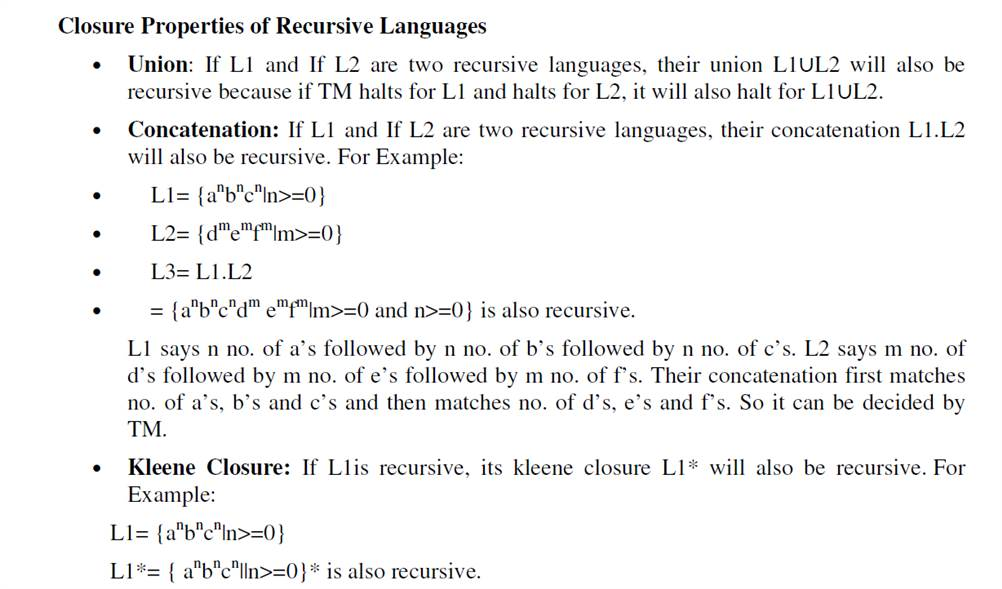 Closure Properties of Recursive Languages
• Union: If L1 and If L2 are two recursive languages, their union L1∪L2 will also be
recursive because if TM halts for L1 and halts for L2, it will also halt for L1∪L2.
• Concatenation: If L1 and If L2 are two recursive languages, their concatenation L1.L2
will also be recursive. For Example:
• L1= {aⁿbⁿcⁿ|n>=0}
• L2= {dᵐeᵐfᵐ|m>=0}
• L3= L1.L2
• = {aⁿbⁿcⁿdᵐ eᵐfᵐ|m>=0 and n>=0} is also recursive.
L1 says n no. of a’s followed by n no. of b’s followed by n no. of c’s. L2 says m no. of
d’s followed by m no. of e’s followed by m no. of f’s. Their concatenation first matches
no. of a’s, b’s and c’s and then matches no. of d’s, e’s and f’s. So it can be decided by
TM.
• Kleene Closure: If L1is recursive, its kleene closure L1* will also be recursive. For
Example:
L1= {aⁿbⁿcⁿ|n>=0}
L1*= { aⁿbⁿcⁿ||n>=0}* is also recursive.